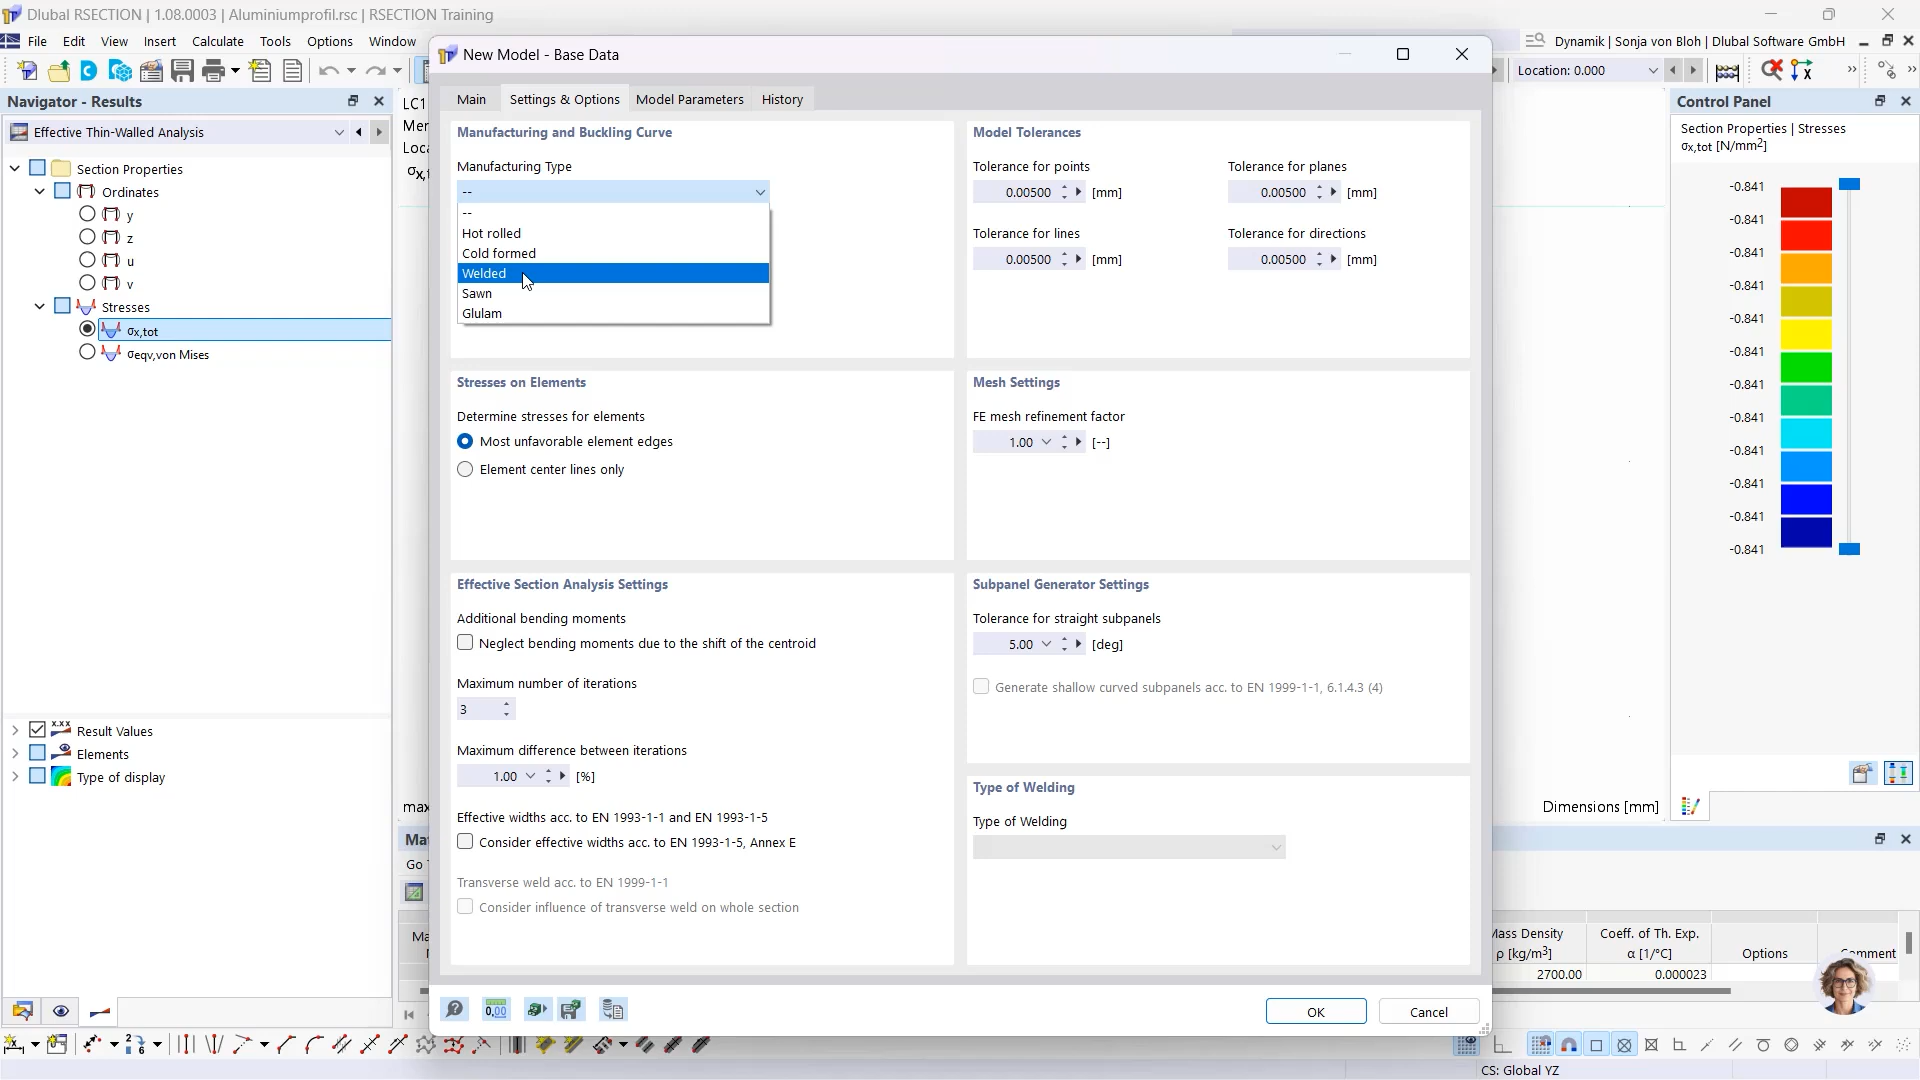 Dlubal RSECTION | 1.08.0003 | Aluminiumprofil.rsc | RSECTION Training
File Edit View Insert Calculate Tools Options Window
Dynamik | Sonja von Bloh | Dlubal Software GmbH
Location: 0.000
Navigator - Results
Effective Thin-Walled Analysis
Section Properties
Ordinates
y
z
u
v
Stresses
σx,tot
σeqv,von Mises
Result Values
Elements
Type of display
LC1
New Model - Base Data
Main Settings & Options Model Parameters History
Manufacturing and Buckling Curve
Manufacturing Type
--
--
Hot rolled
Cold formed
Welded
Sawn
Glulam
Stresses on Elements
Determine stresses for elements
Most unfavorable element edges
Element center lines only
Effective Section Analysis Settings
Additional bending moments
Neglect bending moments due to the shift of the centroid
Maximum number of iterations
3
Maximum difference between iterations
1.00 [%]
Effective widths acc. to EN 1993-1-1 and EN 1993-1-5
Consider effective widths acc. to EN 1993-1-5, Annex E
Transverse weld acc. to EN 1999-1-1
Consider influence of transverse weld on whole section
Model Tolerances
Tolerance for points Tolerance for planes
0.00500 [mm] 0.00500 [mm]
Tolerance for lines Tolerance for directions
0.00500 [mm] 0.00500 [mm]
Mesh Settings
FE mesh refinement factor
1.00 [--]
Subpanel Generator Settings
Tolerance for straight subpanels
5.00 [deg]
Generate shallow curved subpanels acc. to EN 1999-1-1, 6.1.4.3 (4)
Type of Welding
Type of Welding
0,00
OK Cancel
Control Panel
Section Properties | Stresses
σx,tot [N/mm²]
-0.841
-0.841
-0.841
-0.841
-0.841
-0.841
-0.841
-0.841
-0.841
-0.841
-0.841
-0.841
max
Dimensions [mm]
Go
Mass Density Coeff. of Th. Exp.
ρ [kg/m³] α [1/°C] Options Comment
2700.00 0.000023
CS: Global YZ